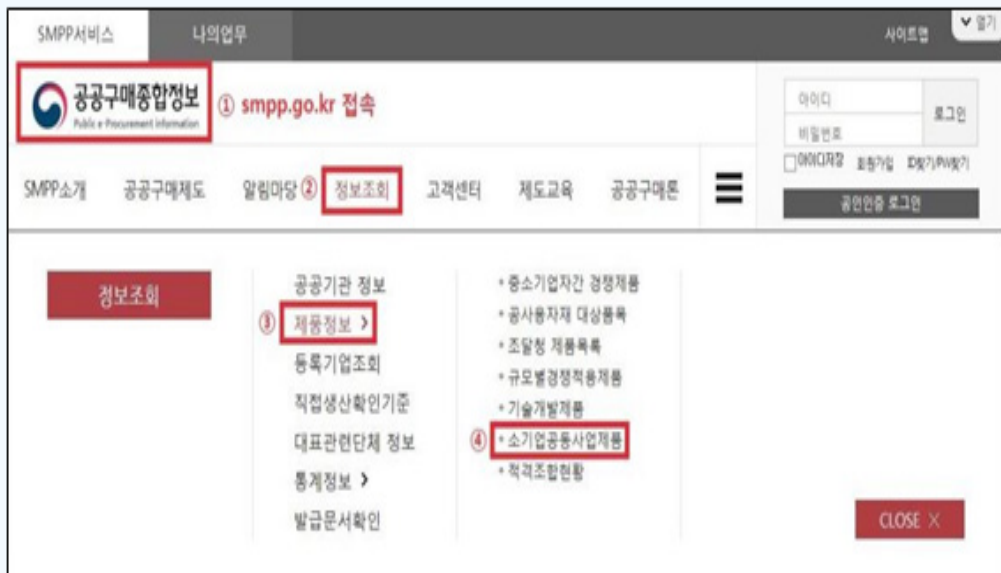 SMPP서비스
나의업무
사이트맵
열기
공공구매종합정보
Public e-Procurement information
① smpp.go.kr 접속
아이디
비밀번호
로그인
아이디저장 회원가입 ID찾기/PW찾기
공인인증 로그인
SMPP소개 공공구매제도 알림마당 ② 정보조회 고객센터 제도교육 공공구매론
정보조회
공공기관 정보
③ 제품정보 >
등록기업조회
직접생산확인기준
대표관련단체 정보
통계정보 >
발급문서확인
• 중소기업자간 경쟁제품
• 공사용자재 대상품목
• 조달청 제품목록
• 규모별경쟁적용제품
• 기술개발제품
④ • 소기업공동사업제품
• 적격조합현황
CLOSE X